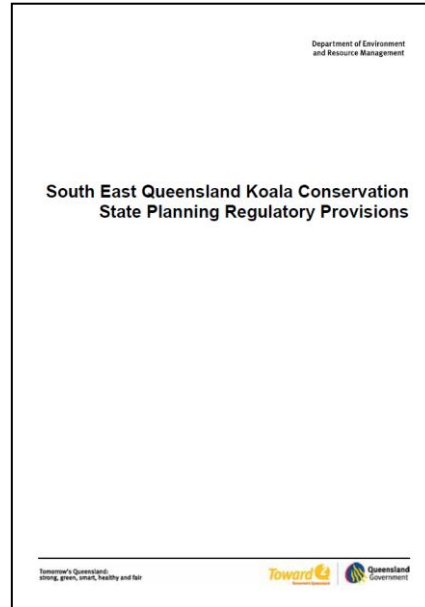 Department of Environment
and Resource Management
South East Queensland Koala Conservation
State Planning Regulatory Provisions
Tomorrow's Queensland:
strong, green, smart, healthy and fair
Toward Q2
Queensland
Government